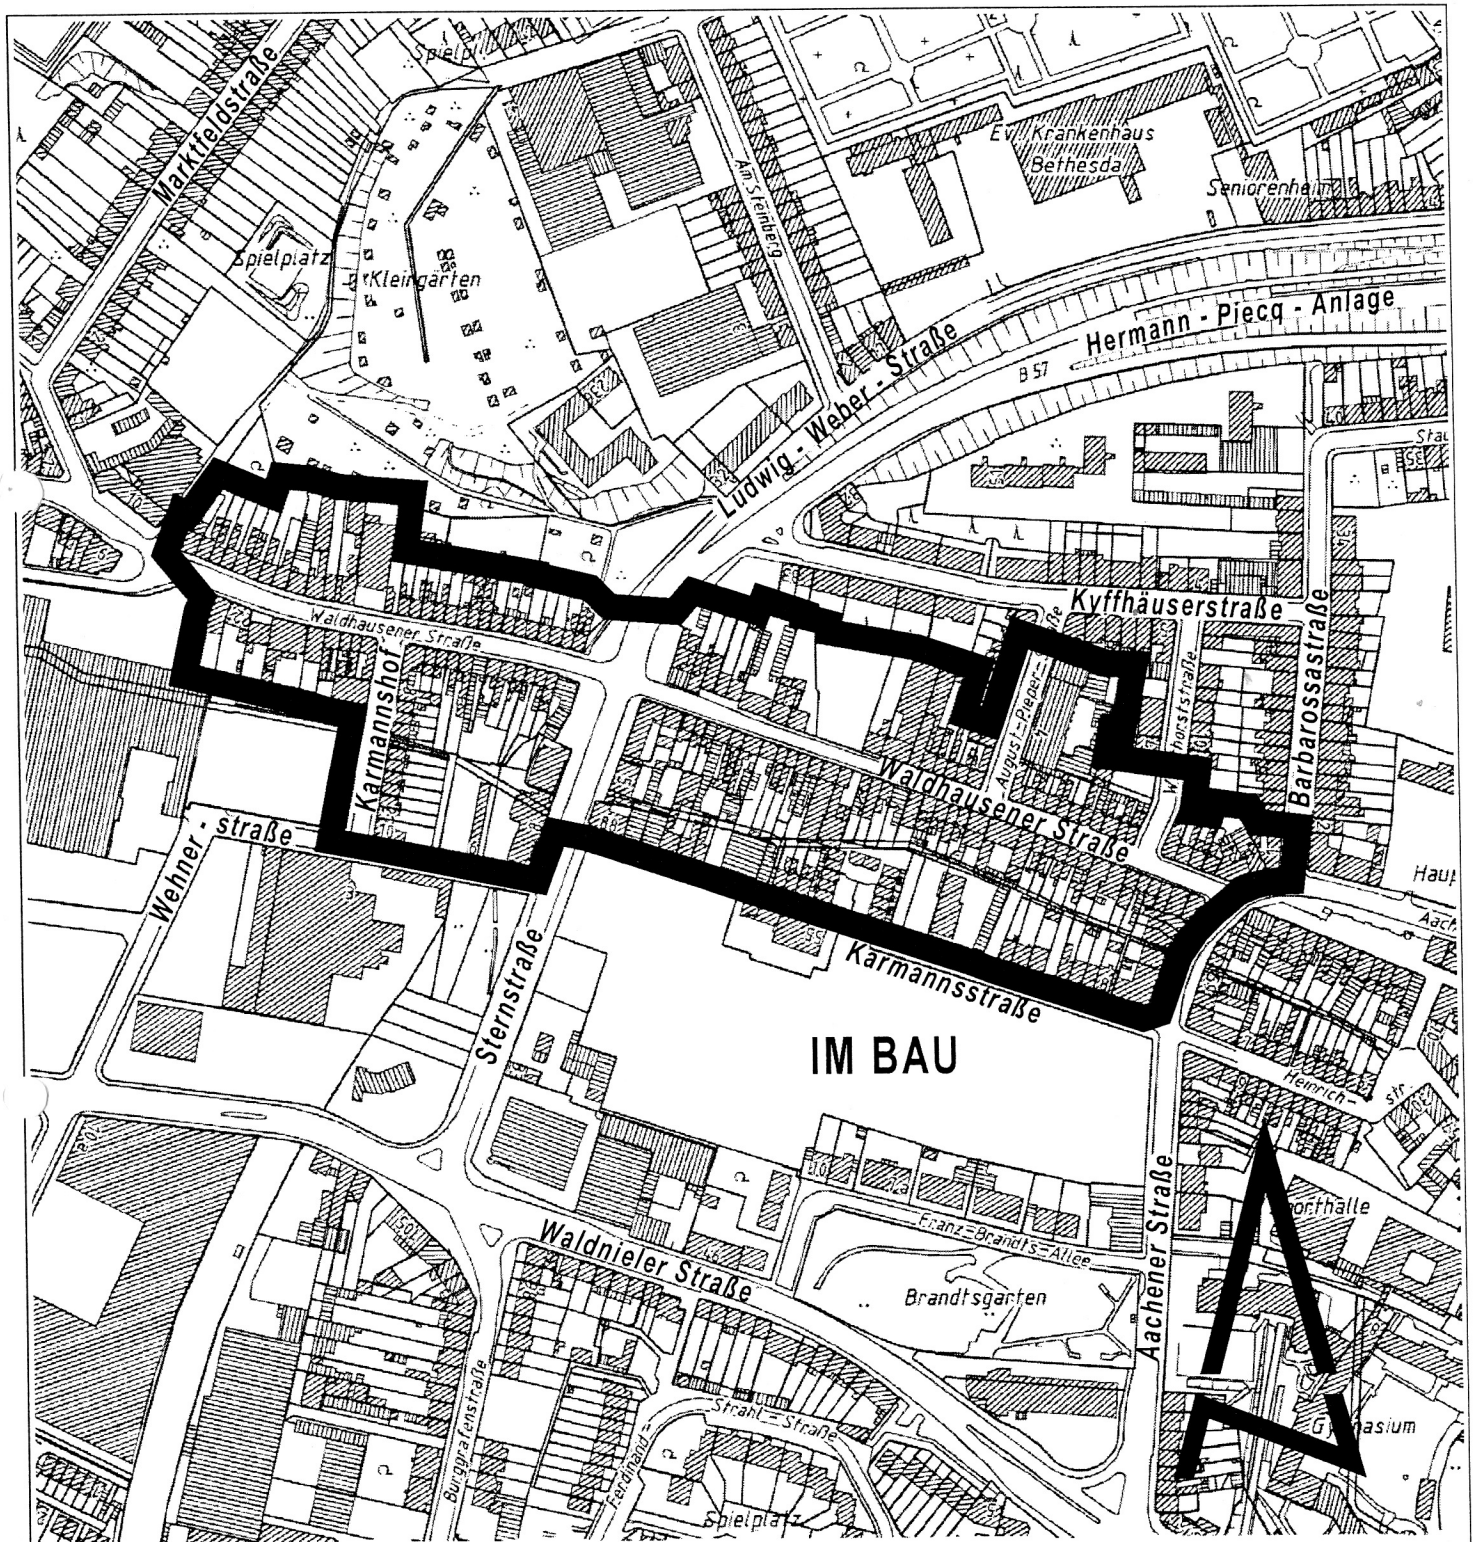 Marktfeldstraße
Spielplatz
Kleingärten
Am Steinberg
Ev. Krankenhaus
Bethesda
Seniorenheim
Hermann - Piecq - Anlage
B 57
Ludwig - Weber - Straße
Kyffhäuserstraße
Barbarossastraße
Waldhausener Straße
Karmannshof
August-Pieper-
Waldhausener Straße
Wehner - straße
Sternstraße
Karmannsstraße
IM BAU
Heinrich-
str.
Aachener Straße
Waldnieler Straße
Franz=Brandts=Allee
Brandtsgarten
Burggrafenstraße
Ferdinand=
Strahl=Straße
Spielplatz
Gymnasium